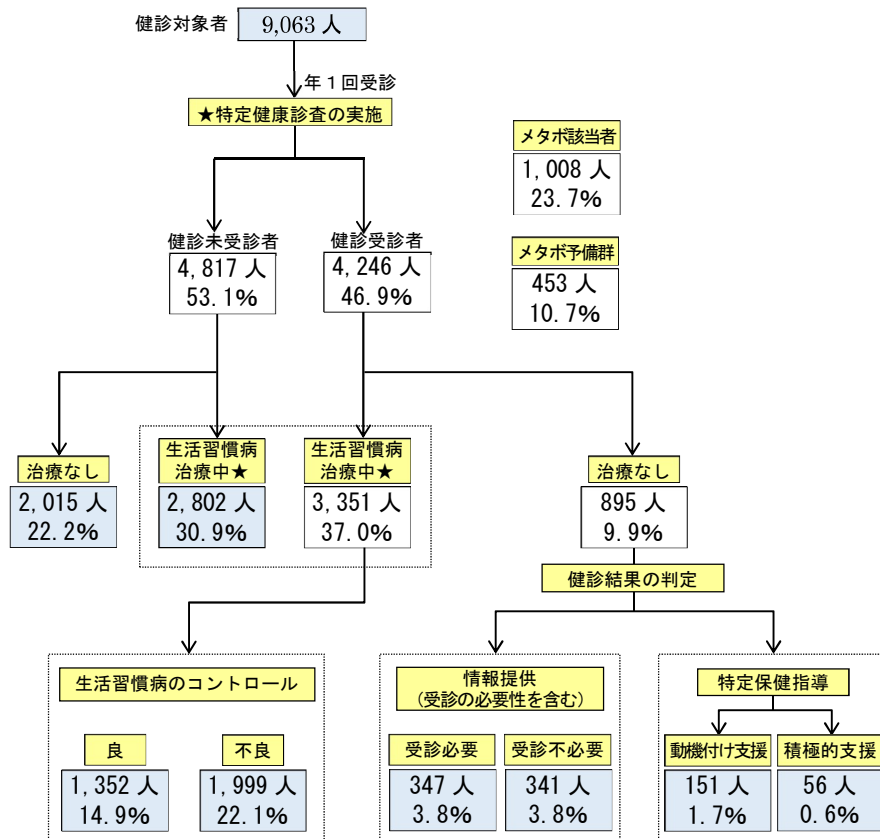 健診対象者
9,063 人
年１回受診
★特定健康診査の実施
メタボ該当者
1,008 人
23.7%
健診未受診者
4,817 人
53.1%
健診受診者
4,246 人
46.9%
メタボ予備群
453 人
10.7%
治療なし
2,015 人
22.2%
生活習慣病
治療中★
2,802 人
30.9%
生活習慣病
治療中★
3,351 人
37.0%
治療なし
895 人
9.9%
健診結果の判定
生活習慣病のコントロール
良
1,352 人
14.9%
不良
1,999 人
22.1%
情報提供
(受診の必要性を含む)
受診必要
347 人
3.8%
受診不必要
341 人
3.8%
特定保健指導
動機付け支援
151 人
1.7%
積極的支援
56 人
0.6%